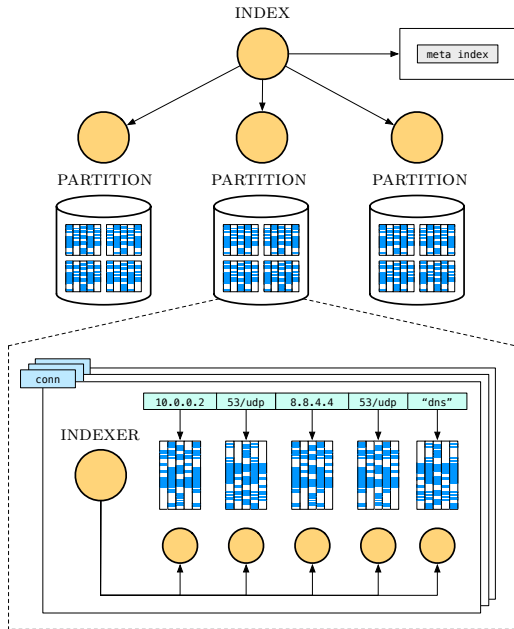 INDEX
meta index
PARTITION PARTITION PARTITION
conn
10.0.0.2 53/udp 8.8.4.4 53/udp “dns”
INDEXER